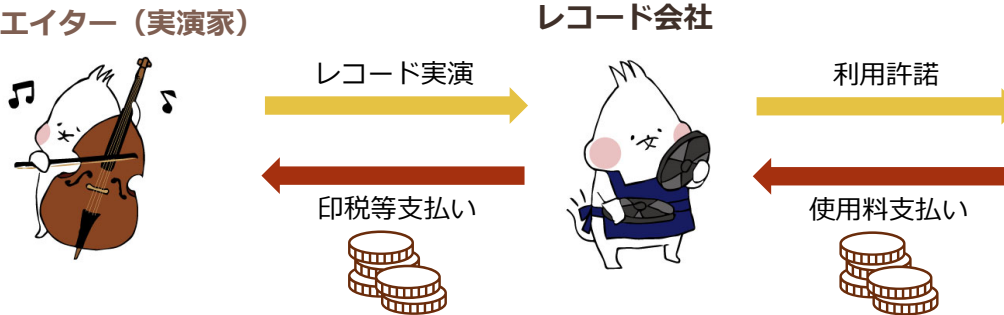 エイター（実演家）
レコード会社
レコード実演
利用許諾
印税等支払い
使用料支払い